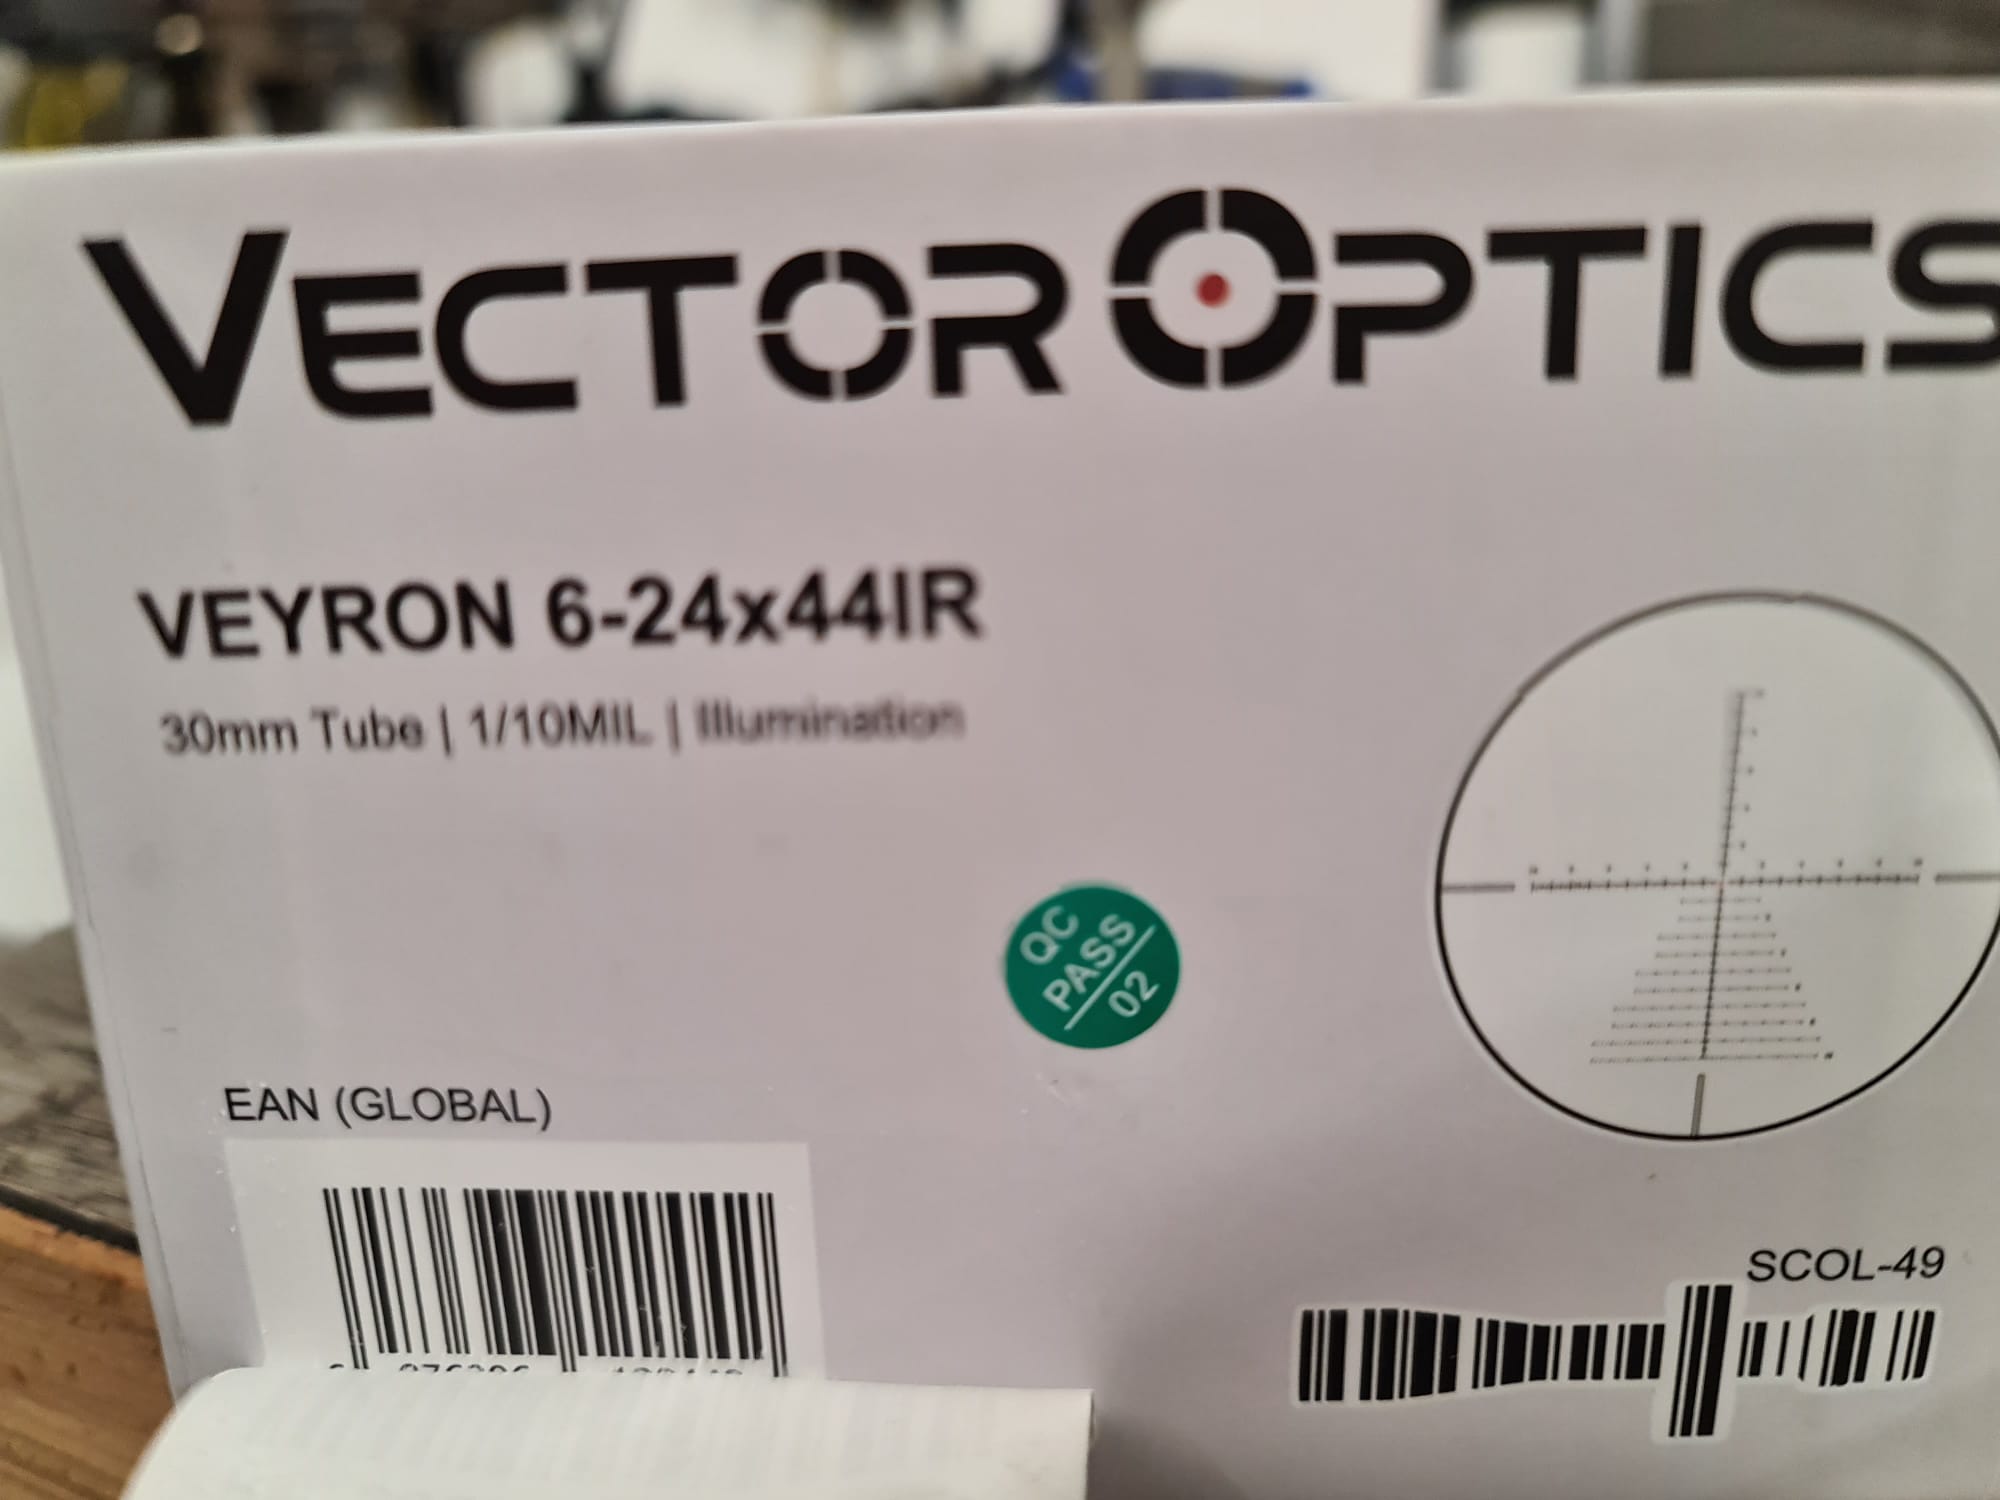 VECTOR OPTICS
VEYRON 6-24x44IR
30mm Tube | 1/10MIL | Illumination
QC
PASS
02
EAN (GLOBAL)
SCOL-49